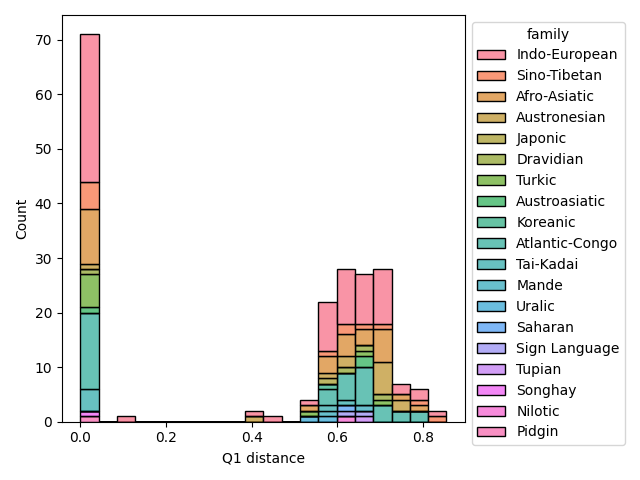 family
Indo-European
Sino-Tibetan
Afro-Asiatic
Austronesian
Japonic
Dravidian
Turkic
Austroasiatic
Koreanic
Atlantic-Congo
Tai-Kadai
Mande
Uralic
Saharan
Sign Language
Tupian
Songhay
Nilotic
Pidgin
Count
70
60
50
40
30
20
10
0
0.0 0.2 0.4 0.6 0.8
Q1 distance